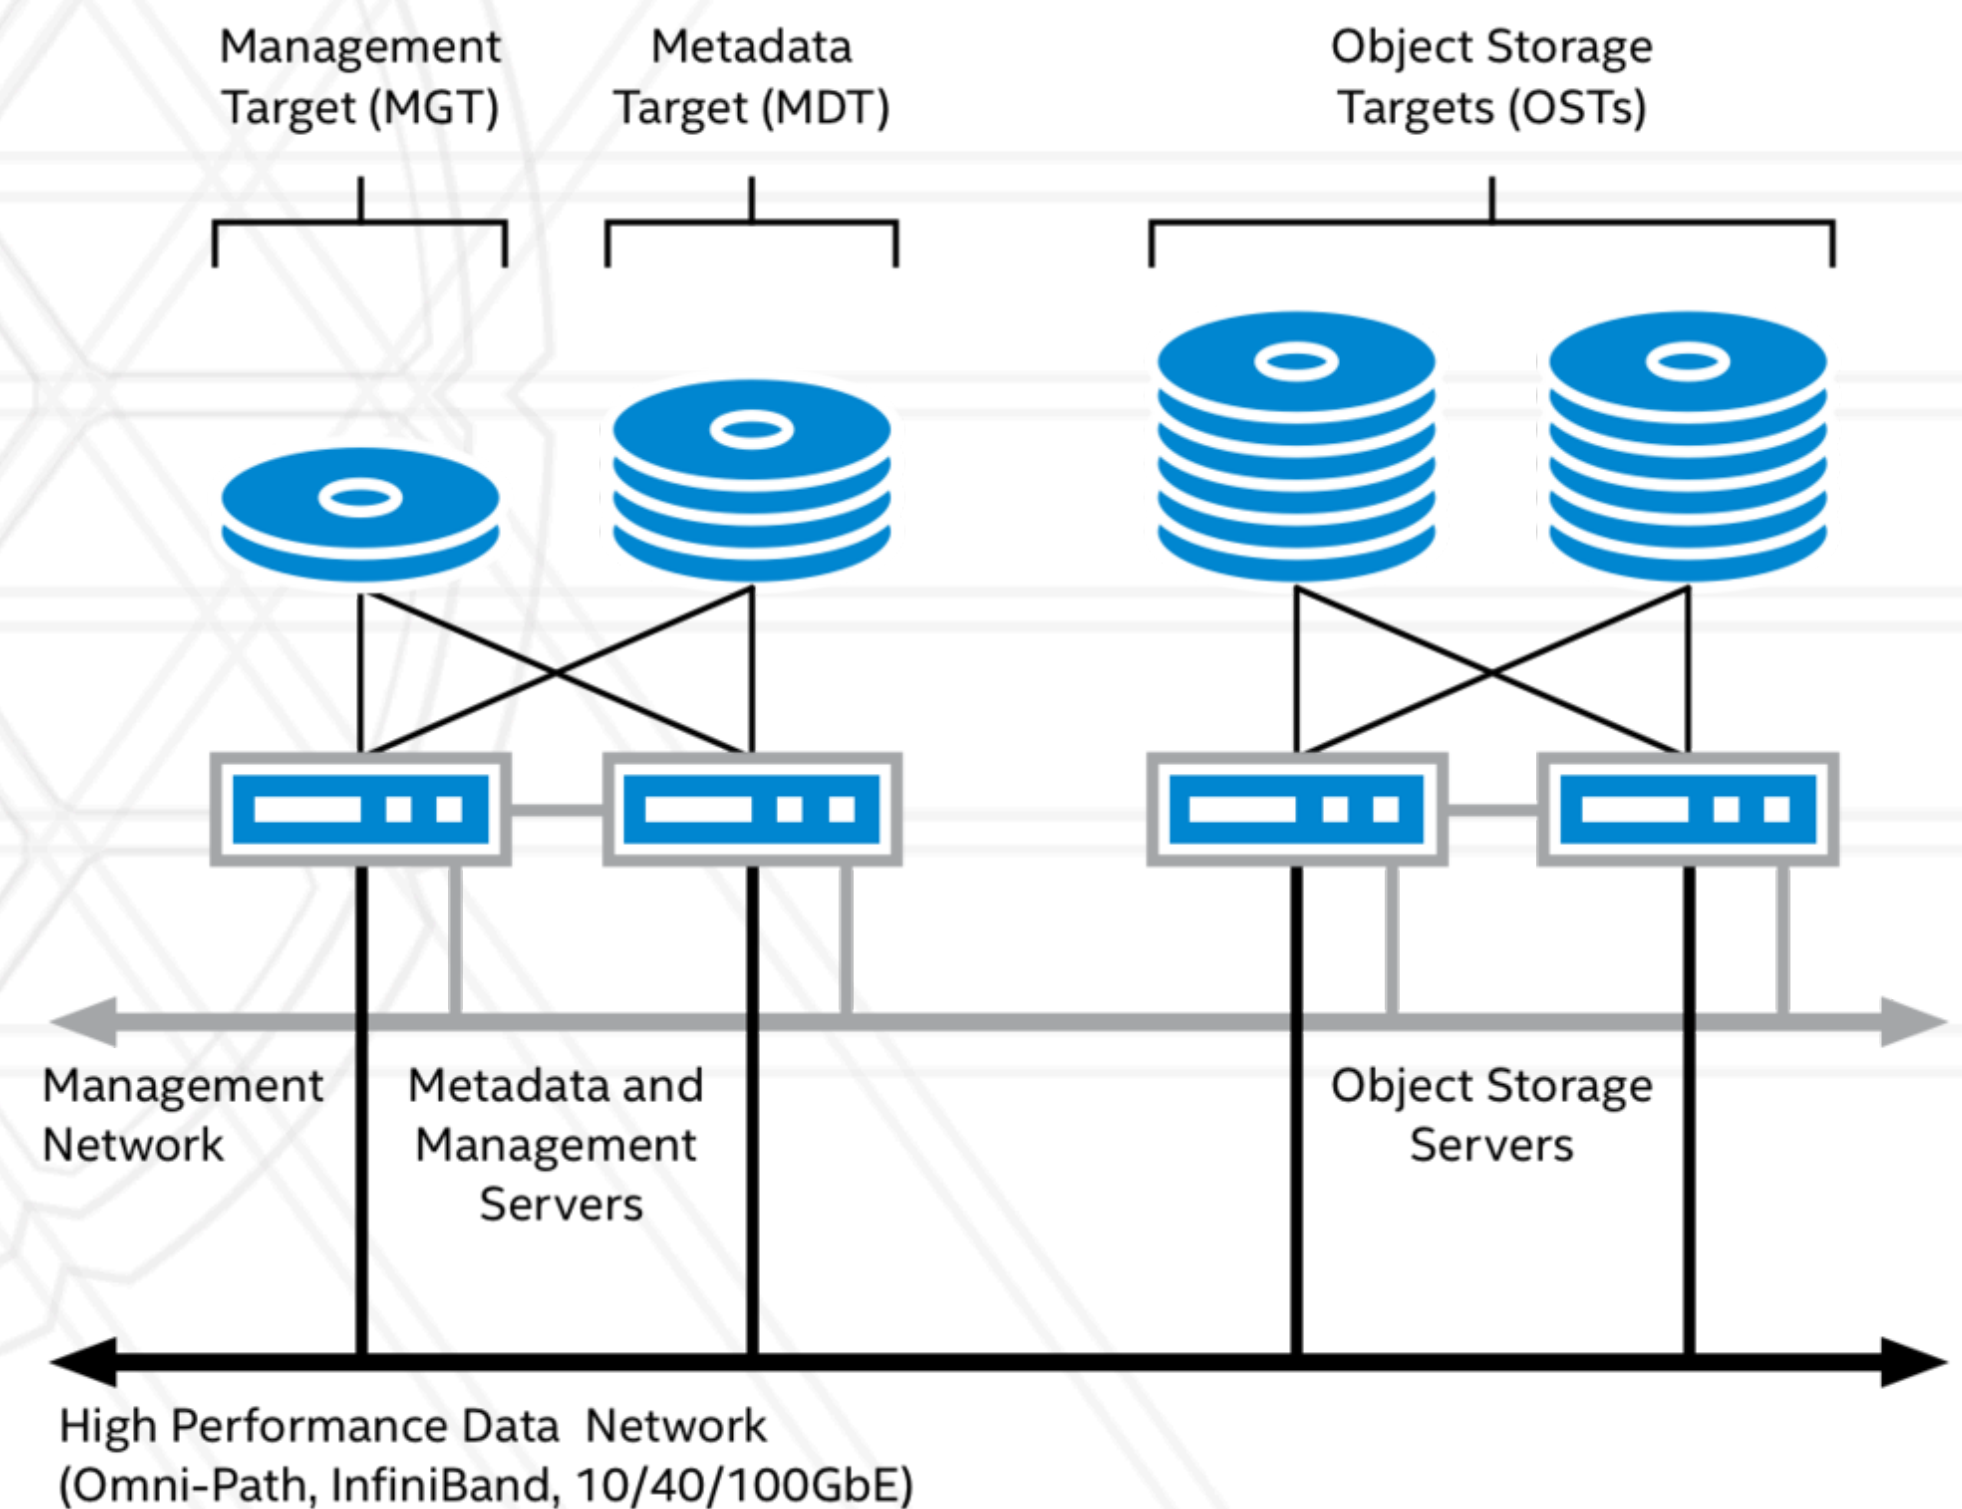 Management
Target (MGT)
Metadata
Target (MDT)
Object Storage
Targets (OSTs)
Management
Network
Metadata and
Management
Servers
Object Storage
Servers
High Performance Data  Network
(Omni-Path, InfiniBand, 10/40/100GbE)